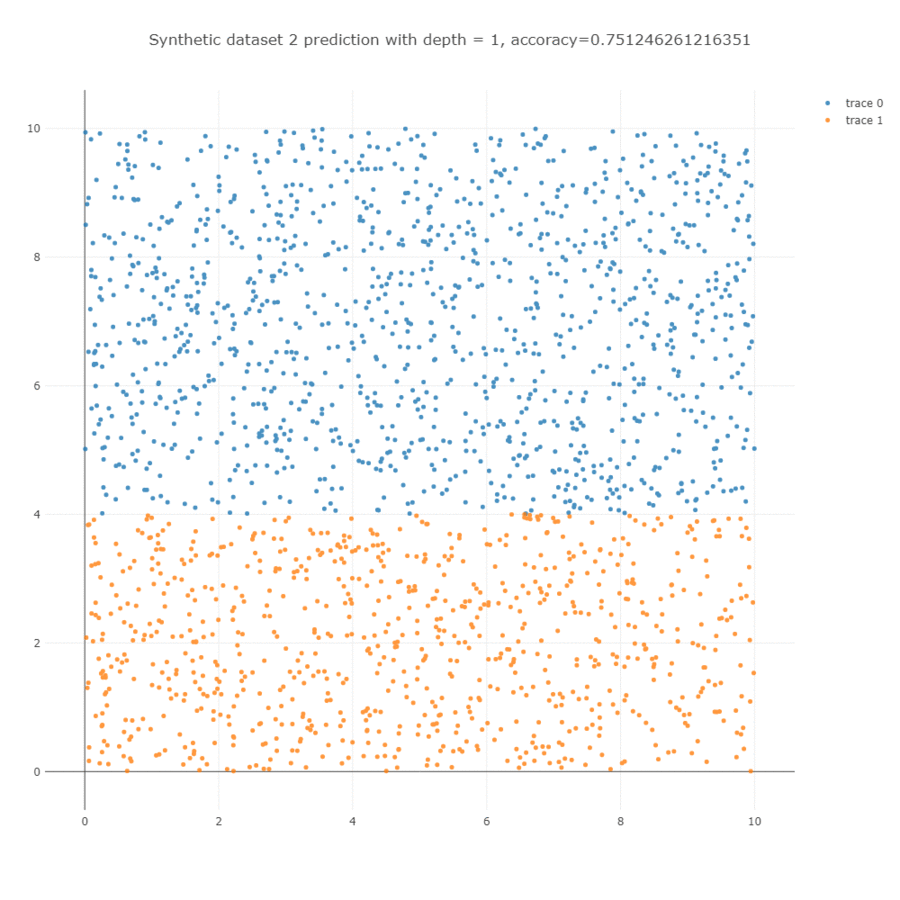 Synthetic dataset 2 prediction with depth = 1, accoracy=0.751246261216351
trace 0
trace 1
10
8
6
4
2
0
0 2 4 6 8 10